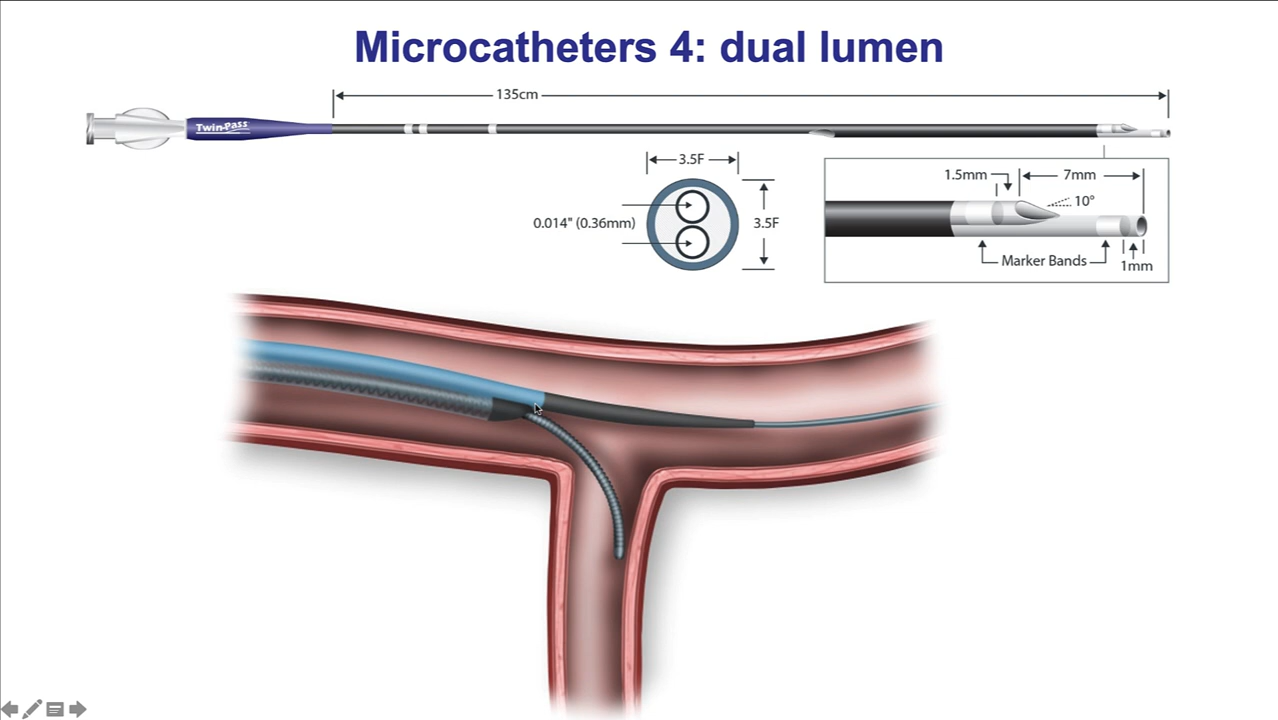 Microcatheters 4: dual lumen
135cm
Twin-Pass
3.5F
0.014" (0.36mm)
3.5F
1.5mm
7mm
10°
Marker Bands
1mm